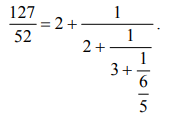 127/52 = 2 + 1/(2 + 1/(3 + 1/(6/5))).